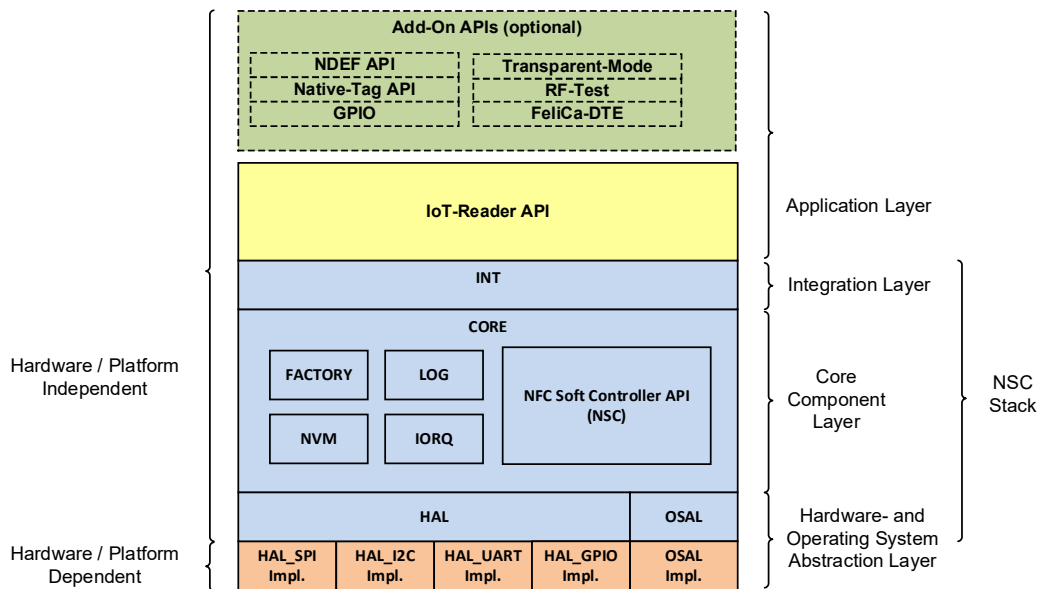 Add-On APIs (optional)
NDEF API
Native-Tag API
GPIO
Transparent-Mode
RF-Test
FeliCa-DTE
IoT-Reader API
Application Layer
INT
Integration Layer
CORE
FACTORY
LOG
NVM
IORQ
NFC Soft Controller API
(NSC)
Core
Component
Layer
Hardware / Platform
Independent
NSC
Stack
HAL
OSAL
Hardware- and
Operating System
Abstraction Layer
HAL_SPI
Impl.
HAL_I2C
Impl.
HAL_UART
Impl.
HAL_GPIO
Impl.
OSAL
Impl.
Hardware / Platform
Dependent